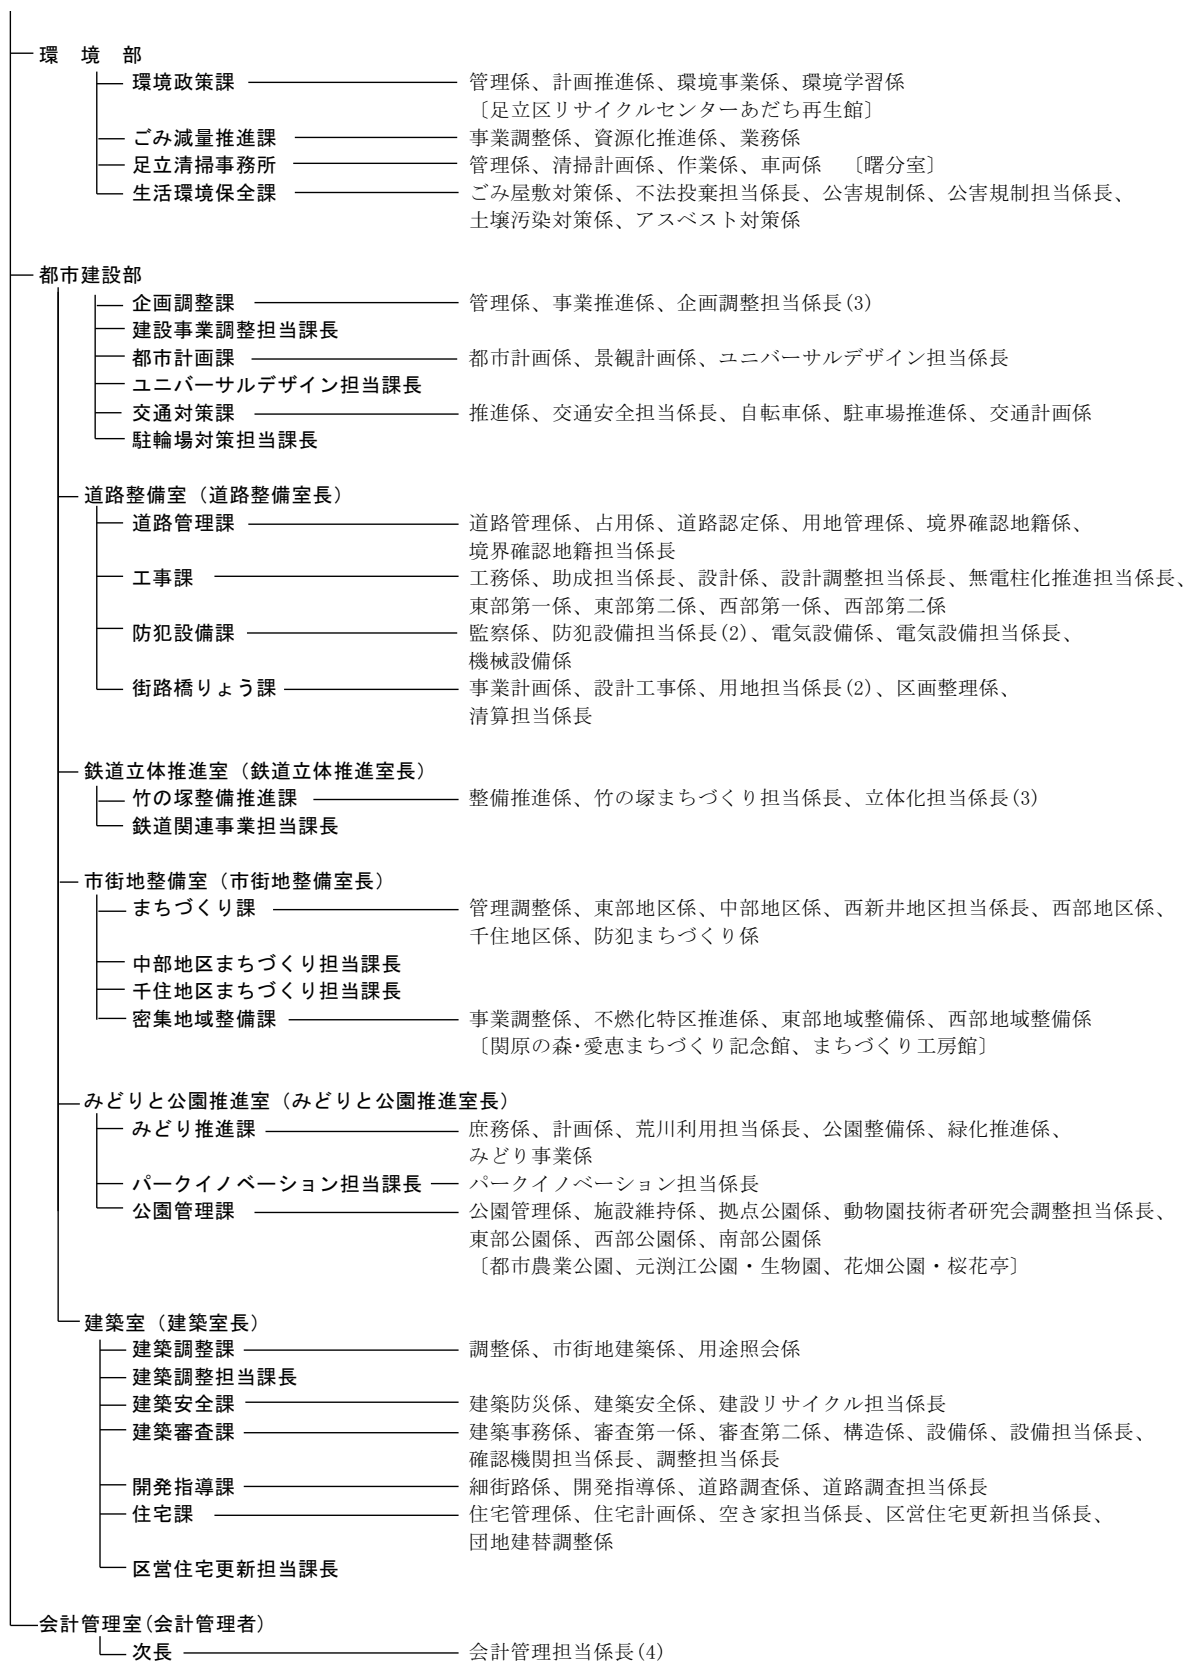 環　境　部
環境政策課　管理係、計画推進係、環境事業係、環境学習係
〔足立区リサイクルセンターあだち再生館〕
ごみ減量推進課　事業調整係、資源化推進係、業務係
足立清掃事務所　管理係、清掃計画係、作業係、車両係　〔曙分室〕
生活環境保全課　ごみ屋敷対策係、不法投棄担当係長、公害規制係、公害規制担当係長、
土壌汚染対策係、アスベスト対策係
都市建設部
企画調整課　管理係、事業推進係、企画調整担当係長(3)
建設事業調整担当課長
都市計画課　都市計画係、景観計画係、ユニバーサルデザイン担当係長
ユニバーサルデザイン担当課長
交通対策課　推進係、交通安全担当係長、自転車係、駐車場推進係、交通計画係
駐輪場対策担当課長
道路整備室（道路整備室長）
道路管理課　道路管理係、占用係、道路認定係、用地管理係、境界確認地籍係、
境界確認地籍担当係長
工事課　工務係、助成担当係長、設計係、設計調整担当係長、無電柱化推進担当係長、
東部第一係、東部第二係、西部第一係、西部第二係
防犯設備課　監察係、防犯設備担当係長(2)、電気設備係、電気設備担当係長、
機械設備係
街路橋りょう課　事業計画係、設計工事係、用地担当係長(2)、区画整理係、
清算担当係長
鉄道立体推進室（鉄道立体推進室長）
竹の塚整備推進課　整備推進係、竹の塚まちづくり担当係長、立体化担当係長(3)
鉄道関連事業担当課長
市街地整備室（市街地整備室長）
まちづくり課　管理調整係、東部地区係、中部地区係、西新井地区担当係長、西部地区係、
千住地区係、防犯まちづくり係
中部地区まちづくり担当課長
千住地区まちづくり担当課長
密集地域整備課　事業調整係、不燃化特区推進係、東部地域整備係、西部地域整備係
〔関原の森･愛恵まちづくり記念館、まちづくり工房館〕
みどりと公園推進室（みどりと公園推進室長）
みどり推進課　庶務係、計画係、荒川利用担当係長、公園整備係、緑化推進係、
みどり事業係
パークイノベーション担当課長　パークイノベーション担当係長
公園管理課　公園管理係、施設維持係、拠点公園係、動物園技術者研究会調整担当係長、
東部公園係、西部公園係、南部公園係
〔都市農業公園、元渕江公園・生物園、花畑公園・桜花亭〕
建築室（建築室長）
建築調整課　調整係、市街地建築係、用途照会係
建築調整担当課長
建築安全課　建築防災係、建築安全係、建設リサイクル担当係長
建築審査課　建築事務係、審査第一係、審査第二係、構造係、設備係、設備担当係長、
確認機関担当係長、調整担当係長
開発指導課　細街路係、開発指導係、道路調査係、道路調査担当係長
住宅課　住宅管理係、住宅計画係、空き家担当係長、区営住宅更新担当係長、
団地建替調整係
区営住宅更新担当課長
会計管理室(会計管理者)
次長　会計管理担当係長(4)